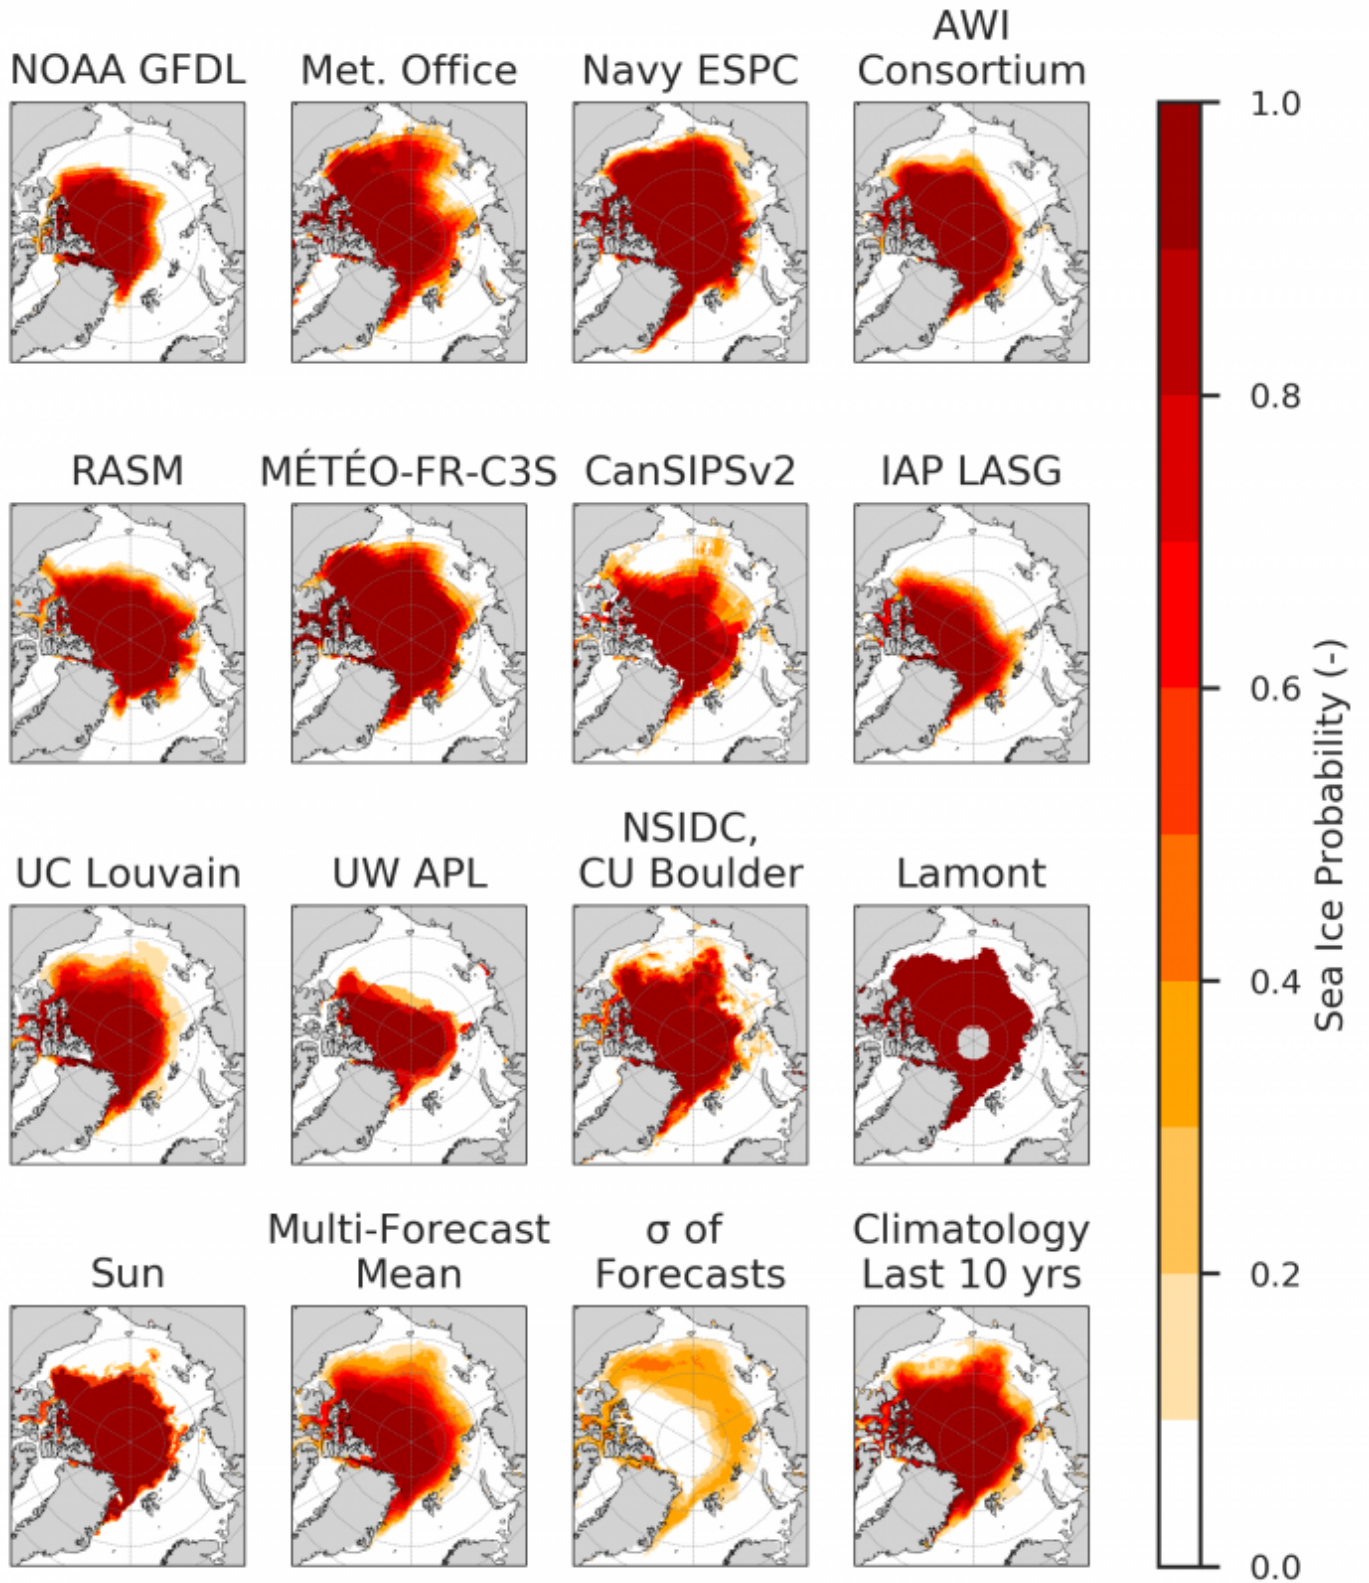 NOAA GFDL
Met. Office
Navy ESPC
AWI
Consortium
RASM
MÉTÉO-FR-C3S
CanSIPSv2
IAP LASG
UC Louvain
UW APL
NSIDC,
CU Boulder
Lamont
Sun
Multi-Forecast
Mean
σ of
Forecasts
Climatology
Last 10 yrs
1.0
0.8
0.6
0.4
0.2
0.0
Sea Ice Probability (-)